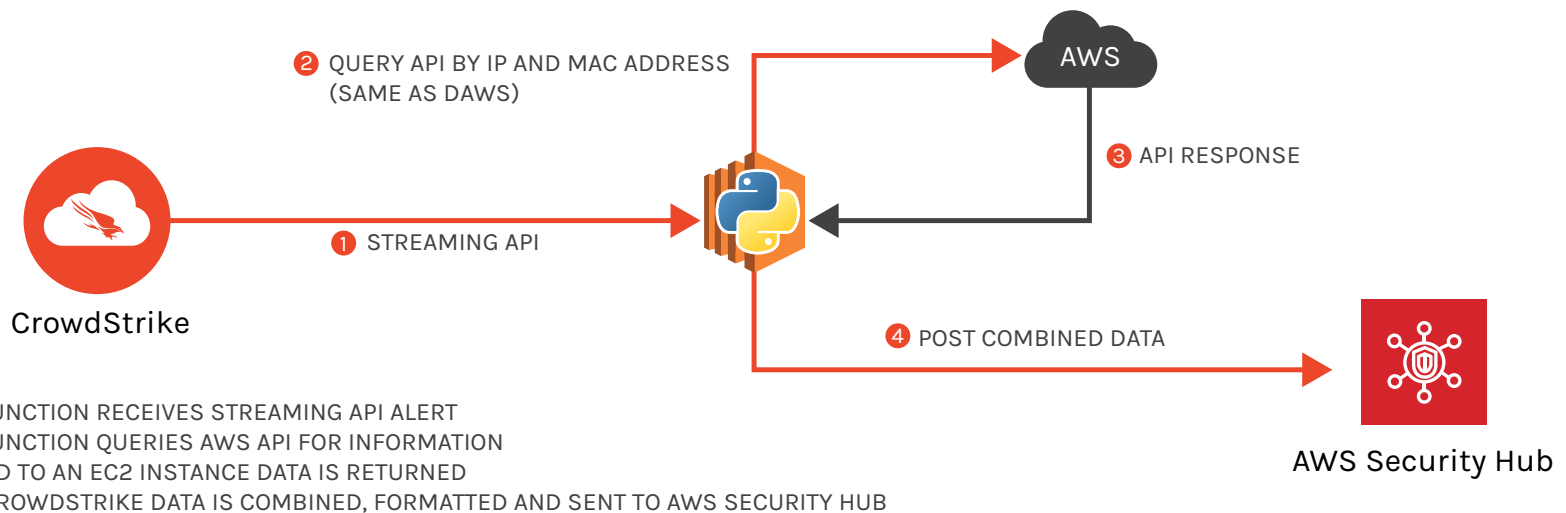 2 QUERY API BY IP AND MAC ADDRESS
(SAME AS DAWS)
AWS
3 API RESPONSE
1 STREAMING API
CrowdStrike
4 POST COMBINED DATA
RECEIVES STREAMING API ALERT
QUERIES AWS API FOR INFORMATION
TO AN EC2 INSTANCE DATA IS RETURNED
DATA IS COMBINED, FORMATTED AND SENT TO AWS SECURITY HUB
AWS Security Hub